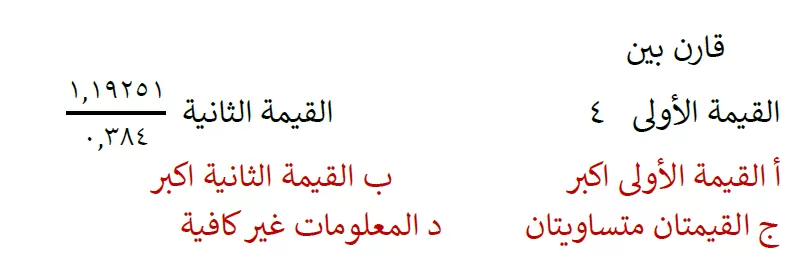 قارن بين
القيمة الأولى ٤ القيمة الثانية ١,١٩٢٥١
٠,٣٨٤
أ القيمة الأولى اكبر ب القيمة الثانية اكبر
ج القيمتان متساويتان د المعلومات غير كافية